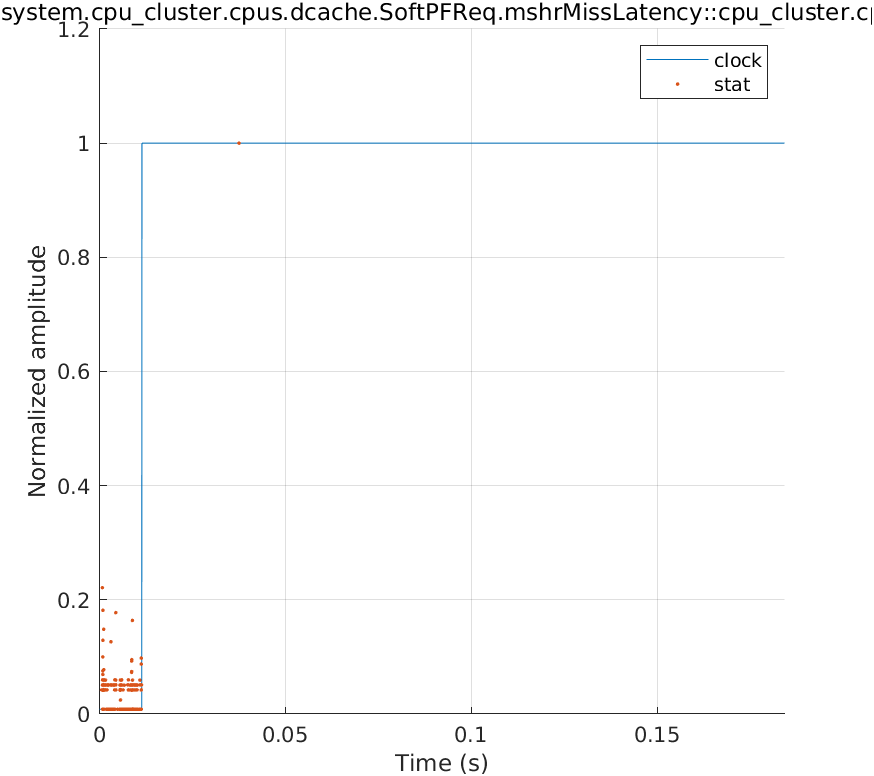 system.cpu_cluster.cpus.dcache.SoftPFReq.mshrMissLatency::cpu_cluster.cp
1.2
1
0.8
0.6
0.4
0.2
0
0
0.05
0.1
0.15
clock
stat
Normalized amplitude
Time (s)